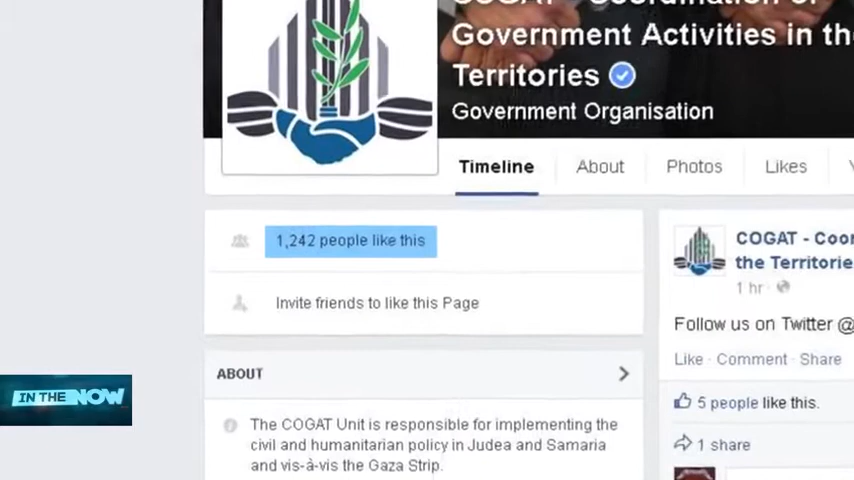 COGAT - Coordination of
Government Activities in the
Territories
Government Organisation
Timeline About Photos Likes
1,242 people like this
Invite friends to like this Page
ABOUT
The COGAT Unit is responsible for implementing the
civil and humanitarian policy in Judea and Samaria
and vis-à-vis the Gaza Strip.
COGAT - Coor
the Territorie
1 hr
Follow us on Twitter @
Like · Comment · Share
5 people like this.
1 share
IN THE NOW